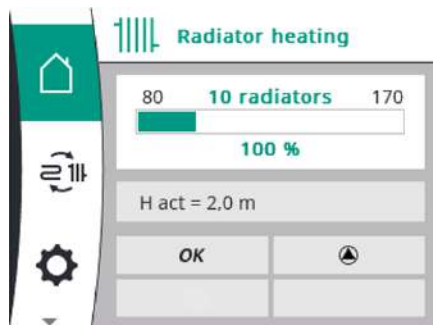 Radiator heating
80 10 radiators 170
100 %
H act = 2,0 m
OK